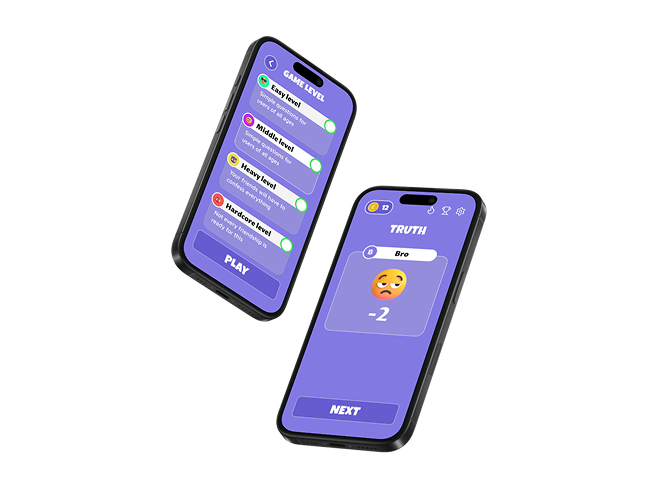 GAME LEVEL
Easy level
Simple questions for
users of all ages
Middle level
Simple questions for
users of all ages
Heavy level
Your friends will have to
confess everything
Hardcore level
Not every friendship is
ready for this
PLAY
12
TRUTH
B
Bro
-2
NEXT